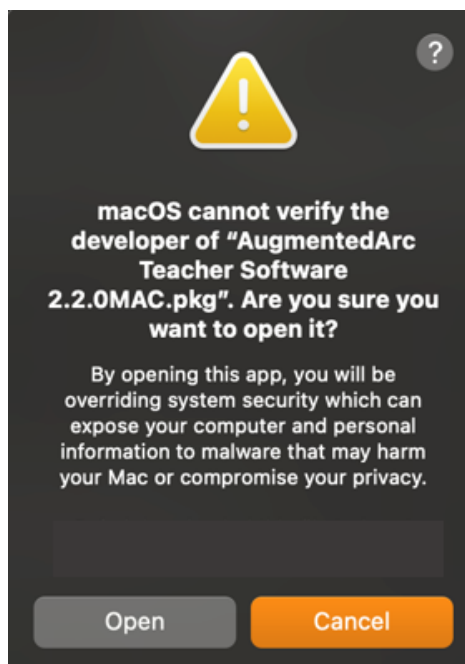 ?
macOS cannot verify the
developer of “AugmentedArc
Teacher Software
2.2.0MAC.pkg”. Are you sure you
want to open it?
By opening this app, you will be
overriding system security which can
expose your computer and personal
information to malware that may harm
your Mac or compromise your privacy.
Open
Cancel